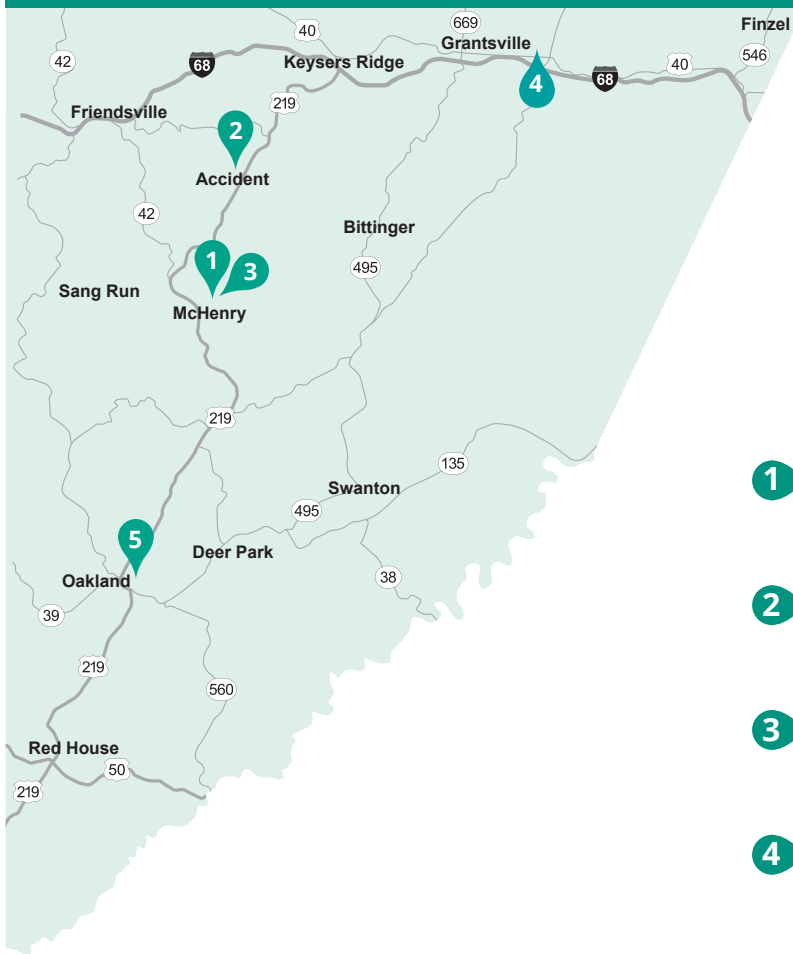 669
Finzel
40
Grantsville
42
68
Keysers Ridge
546
40
68
4
219
Friendsville
2
Accident
42
Bittinger
1
3
495
Sang Run
McHenry
219
135
1
Swanton
495
5
Deer Park
Oakland
38
2
39
219
560
3
Red House
50
219
4